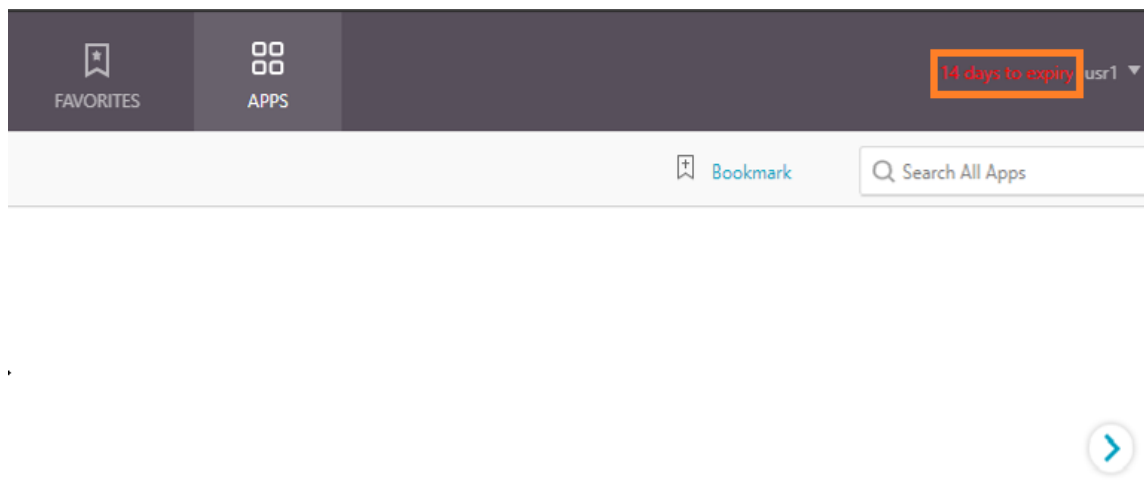 14 days to expiry usr1
FAVORITES APPS
Bookmark Search All Apps